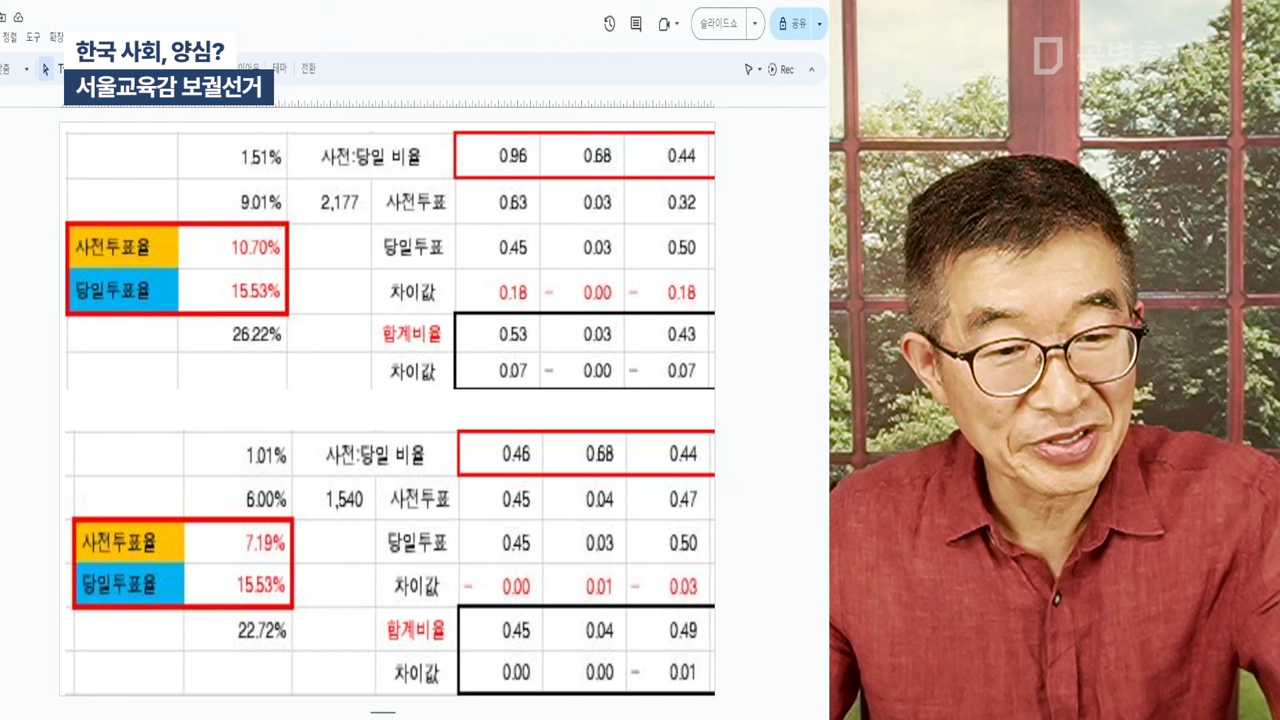 정렬 도구 확장
슬라이드쇼
공유
한국 사회, 양심?
서울교육감 보궐선거
테마 전환
Rec
1.51% 사전:당일 비율 0.96 0.68 0.44
9.01% 2,177 사전투표 0.63 0.03 0.32
사전투표율 10.70% 당일투표 0.45 0.03 0.50
당일투표율 15.53% 차이값 0.18 - 0.00 - 0.18
26.22% 합계비율 0.53 0.03 0.43
차이값 0.07 - 0.00 - 0.07
1.01% 사전:당일 비율 0.46 0.68 0.44
6.00% 1,540 사전투표 0.45 0.04 0.47
사전투표율 7.19% 당일투표 0.45 0.03 0.50
당일투표율 15.53% 차이값 - 0.00 0.01 - 0.03
22.72% 합계비율 0.45 0.04 0.49
차이값 0.00 0.00 - 0.01